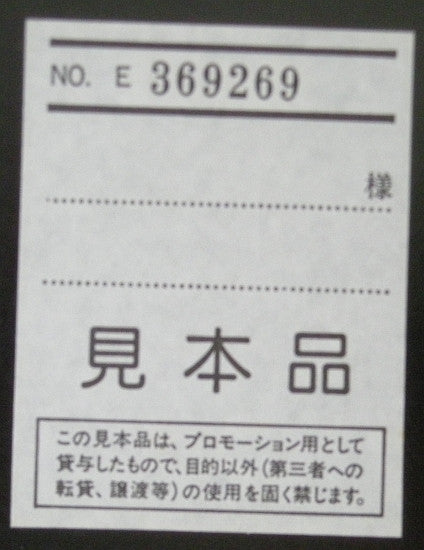 NO. E 369269
様
見本品
この見本品は、プロモーション用として
貸与したもので、目的以外(第三者への
転貸、譲渡等)の使用を固く禁じます。